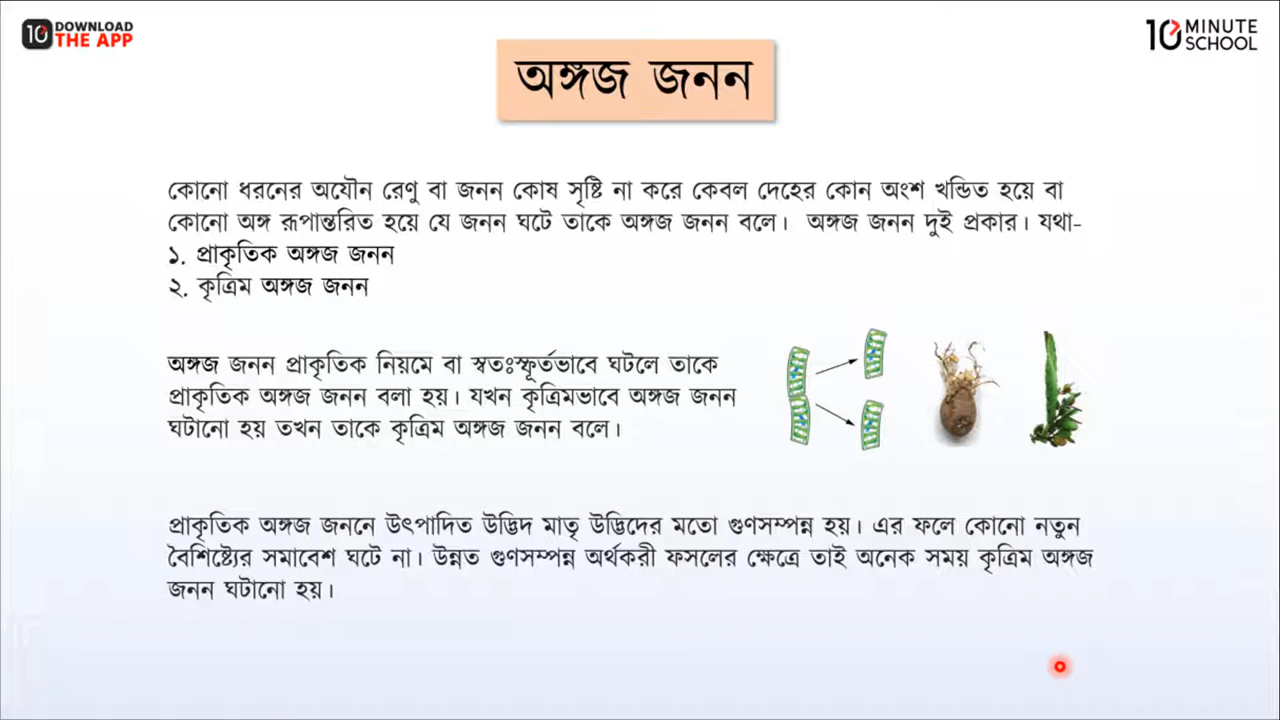 DOWNLOAD
THE APP
10 MINUTE
SCHOOL
অঙ্গজ জনন
কোনো ধরনের অযৌন রেণু বা জনন কোষ সৃষ্টি না করে কেবল দেহের কোন অংশ খন্ডিত হয়ে বা
কোনো অঙ্গ রূপান্তরিত হয়ে যে জনন ঘটে তাকে অঙ্গজ জনন বলে। অঙ্গজ জনন দুই প্রকার। যথা-
১. প্রাকৃতিক অঙ্গজ জনন
২. কৃত্রিম অঙ্গজ জনন
অঙ্গজ জনন প্রাকৃতিক নিয়মে বা স্বতঃস্ফূর্তভাবে ঘটলে তাকে
প্রাকৃতিক অঙ্গজ জনন বলা হয়। যখন কৃত্রিমভাবে অঙ্গজ জনন
ঘটানো হয় তখন তাকে কৃত্রিম অঙ্গজ জনন বলে।
প্রাকৃতিক অঙ্গজ জননে উৎপাদিত উদ্ভিদ মাতৃ উদ্ভিদের মতো গুণসম্পন্ন হয়। এর ফলে কোনো নতুন
বৈশিষ্ট্যের সমাবেশ ঘটে না। উন্নত গুণসম্পন্ন অর্থকরী ফসলের ক্ষেত্রে তাই অনেক সময় কৃত্রিম অঙ্গজ
জনন ঘটানো হয়।